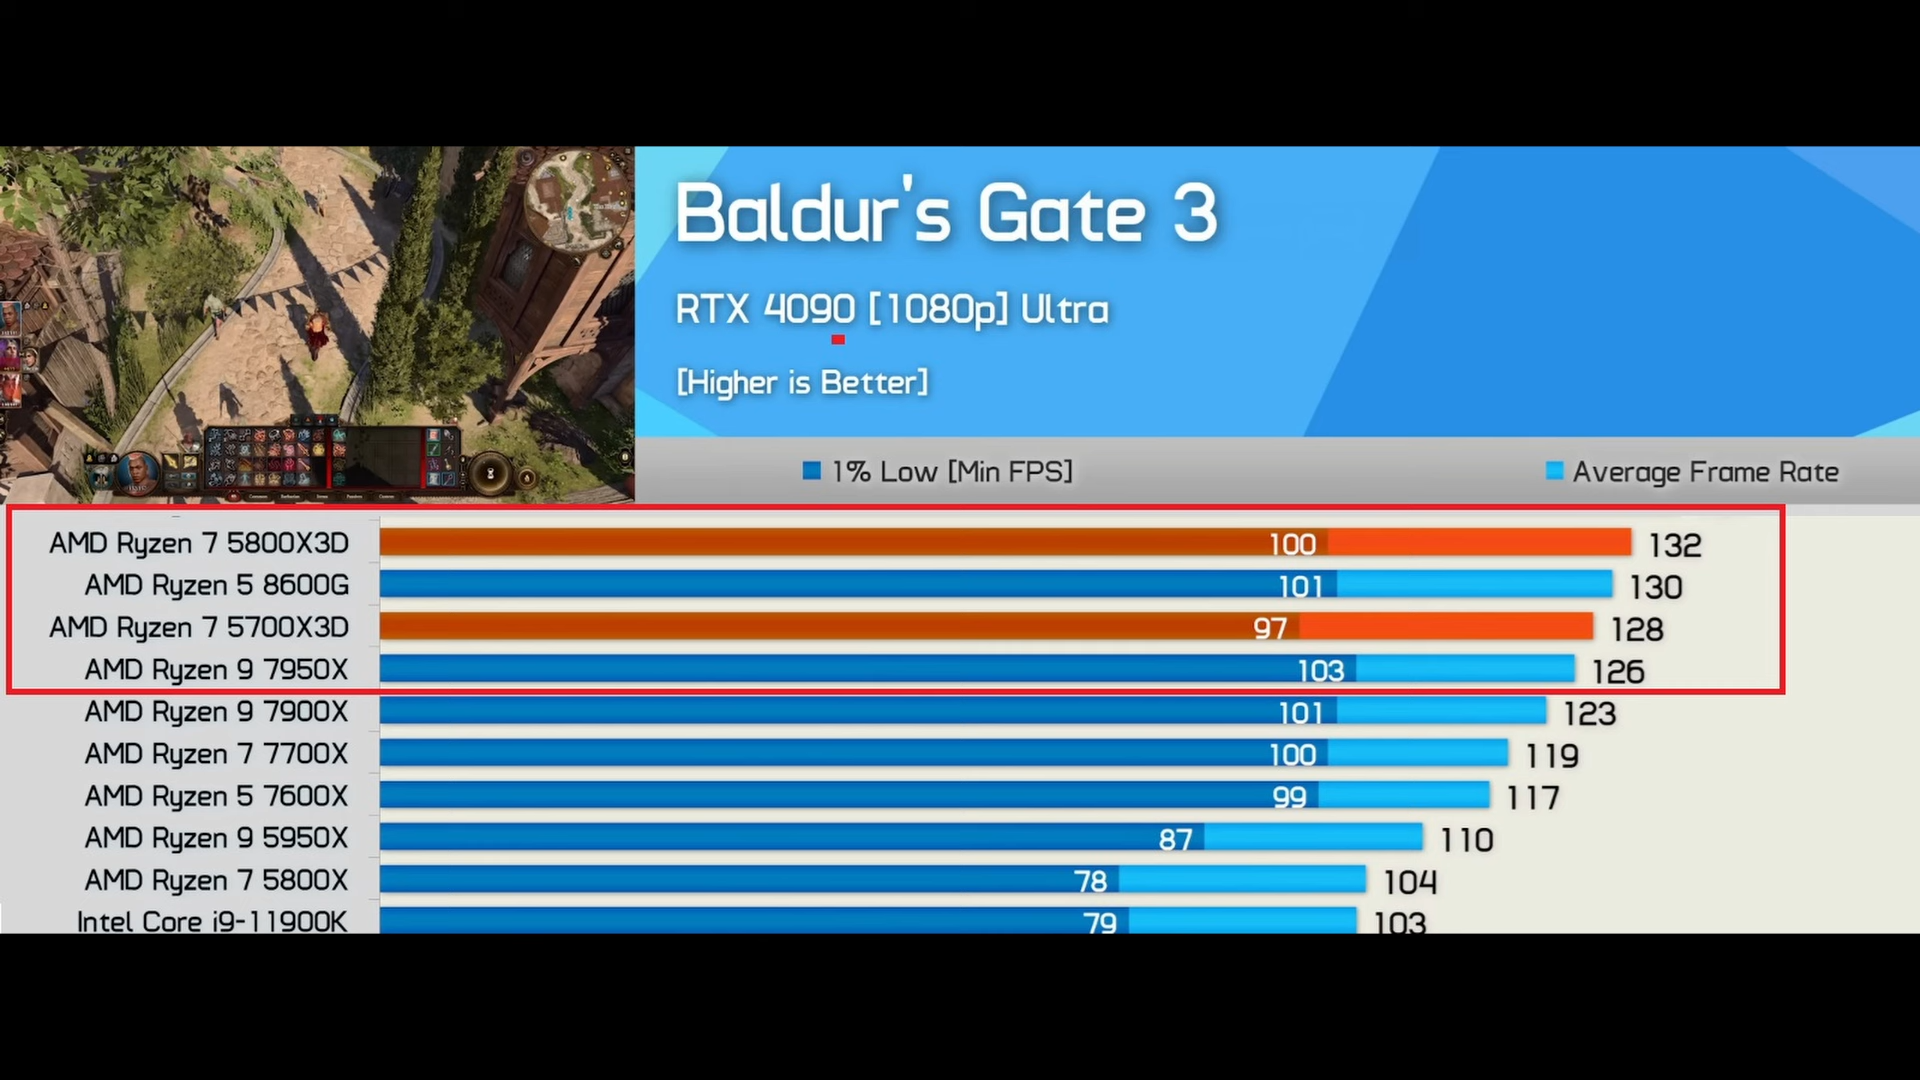 Baldur's Gate 3
RTX 4090 [1080p] Ultra
[Higher is Better]
1% Low [Min FPS]
Average Frame Rate
AMD Ryzen 7 5800X3D 100 132
AMD Ryzen 5 8600G 101 130
AMD Ryzen 7 5700X3D 97 128
AMD Ryzen 9 7950X 103 126
AMD Ryzen 9 7900X 101 123
AMD Ryzen 7 7700X 100 119
AMD Ryzen 5 7600X 99 117
AMD Ryzen 9 5950X 87 110
AMD Ryzen 7 5800X 78 104
Intel Core i9-11900K 79 103